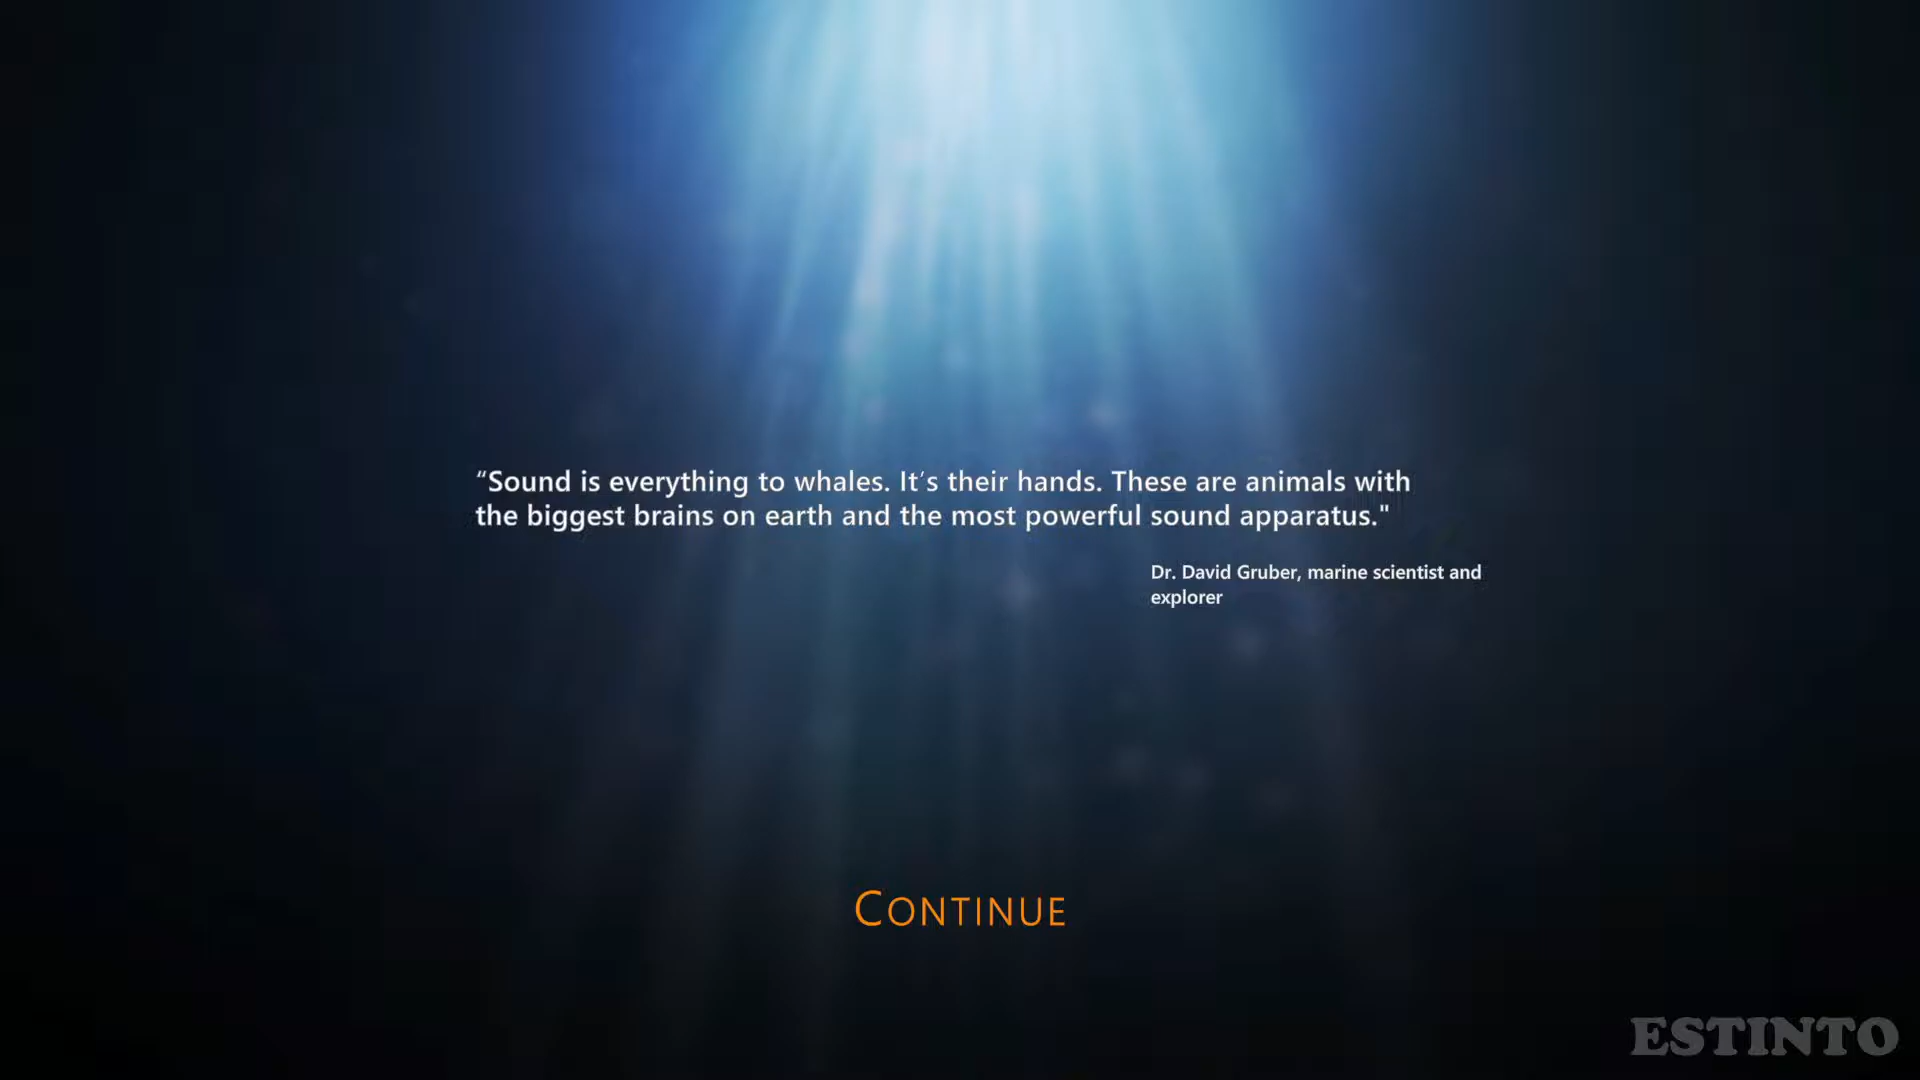 “Sound is everything to whales. It’s their hands. These are animals with
the biggest brains on earth and the most powerful sound apparatus."
Dr. David Gruber, marine scientist and
explorer
CONTINUE
ESTINTO